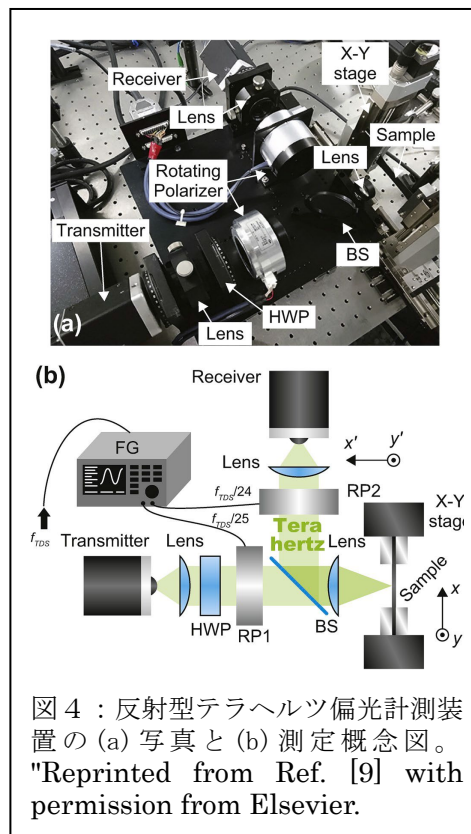 Receiver
Lens
X-Y
stage
Sample
Lens
Rotating
Polarizer
Transmitter
BS
HWP
Lens
(a)
(b)
Receiver
FG
Lens
x'
y'
f_TDS/24
RP2
f_TDS/25
X-Y
stage
Tera
hertz
f_TDS
Transmitter
Lens
Lens
Sample
x
HWP
RP1
BS
y
図4：反射型テラヘルツ偏光計測装
置の(a)写真と(b)測定概念図。
"Reprinted from Ref. [9] with
permission from Elsevier.